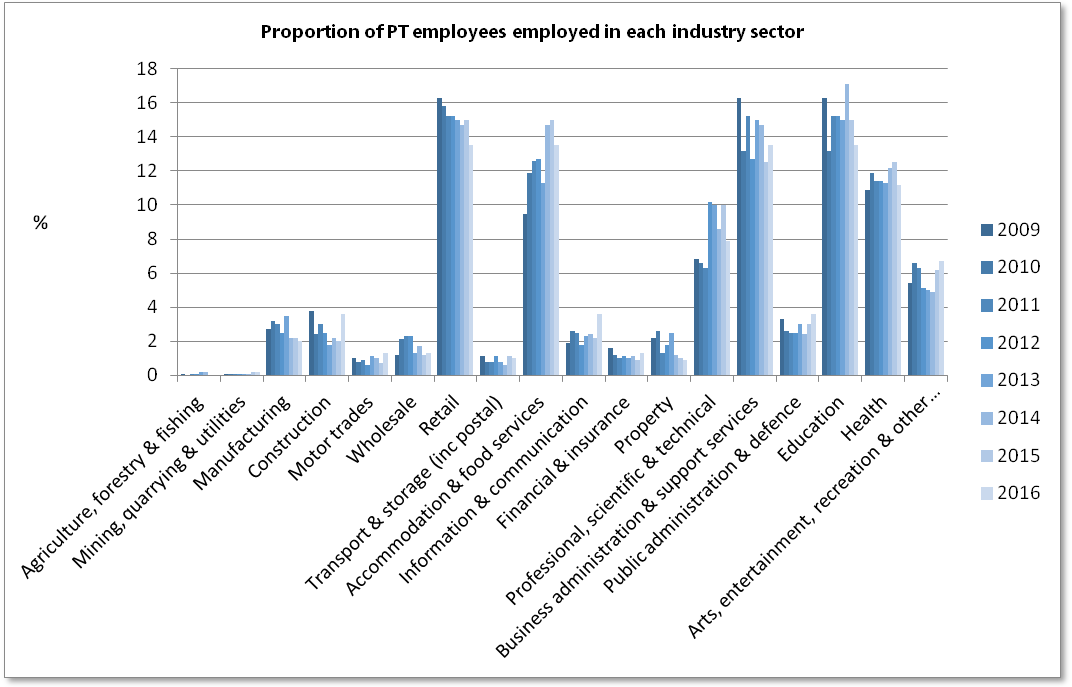 Proportion of PT employees employed in each industry sector
18
16
14
12
10
8
6
4
2
0
%
Agriculture, forestry & fishing
Mining, quarrying & utilities
Manufacturing
Construction
Motor trades
Wholesale
Retail
Transport & storage (inc postal)
Accommodation & food services
Information & communication
Financial & insurance
Property
Professional, scientific & technical
Business administration & support services
Public administration & defence
Education
Health
Arts, entertainment, recreation & other...
2009
2010
2011
2012
2013
2014
2015
2016